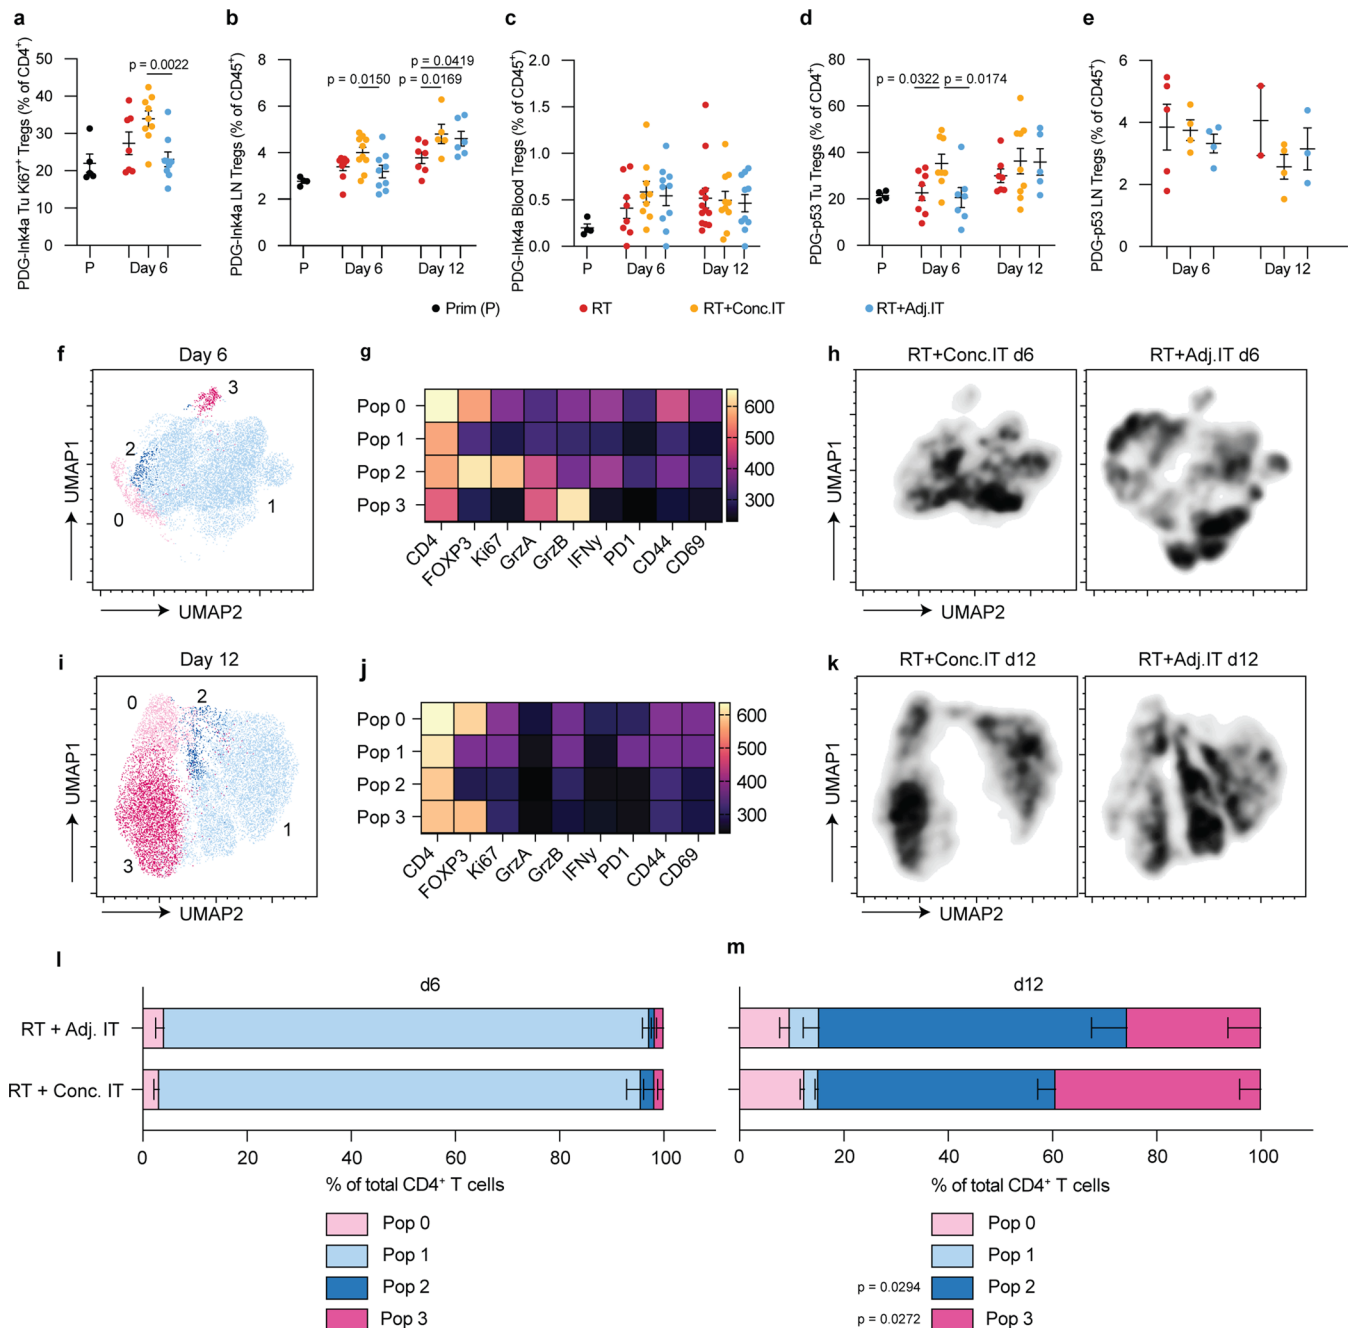 a
PDG-Ink4a Tu Ki67⁺ Tregs (% of CD4⁺)
50
40
30
20
10
0
p = 0.0022
P
Day 6
b
PDG-Ink4a LN Tregs (% of CD45⁺)
8
6
4
2
0
p = 0.0150
p = 0.0419
p = 0.0169
P
Day 6
Day 12
c
PDG-Ink4a Blood Tregs (% of CD45⁺)
2.0
1.5
1.0
0.5
0.0
P
Day 6
Day 12
d
PDG-p53 Tu Tregs (% of CD4⁺)
80
60
40
20
0
p = 0.0322
p = 0.0174
P
Day 6
Day 12
e
PDG-p53 LN Tregs (% of CD45⁺)
6
4
2
0
Day 6
Day 12
Prim (P)
RT
RT+Conc.IT
RT+Adj.IT
f
Day 6
3
2
1
0
UMAP1
UMAP2
g
Pop 0
Pop 1
Pop 2
Pop 3
CD4
FOXP3
Ki67
GrzA
GrzB
IFNy
PD1
CD44
CD69
600
500
400
300
h
RT+Conc.IT d6
RT+Adj.IT d6
UMAP1
UMAP2
i
Day 12
0
2
1
3
UMAP1
UMAP2
j
Pop 0
Pop 1
Pop 2
Pop 3
CD4
FOXP3
Ki67
GrzA
GrzB
IFNy
PD1
CD44
CD69
600
500
400
300
k
RT+Conc.IT d12
RT+Adj.IT d12
UMAP1
UMAP2
l
d6
RT + Adj. IT
RT + Conc. IT
0
20
40
60
80
100
% of total CD4⁺ T cells
Pop 0
Pop 1
Pop 2
Pop 3
m
d12
0
20
40
60
80
100
% of total CD4⁺ T cells
Pop 0
Pop 1
p = 0.0294
Pop 2
p = 0.0272
Pop 3